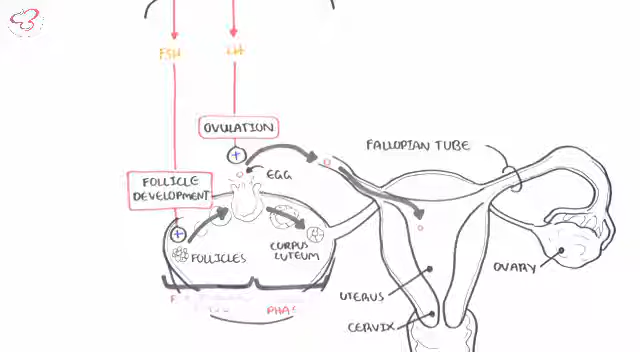 FSH
LH
OVULATION
FALLOPIAN TUBE
EGG
FOLLICLE
DEVELOPMENT
FOLLICLES
CORPUS
LUTEUM
OVARY
UTERUS
CERVIX